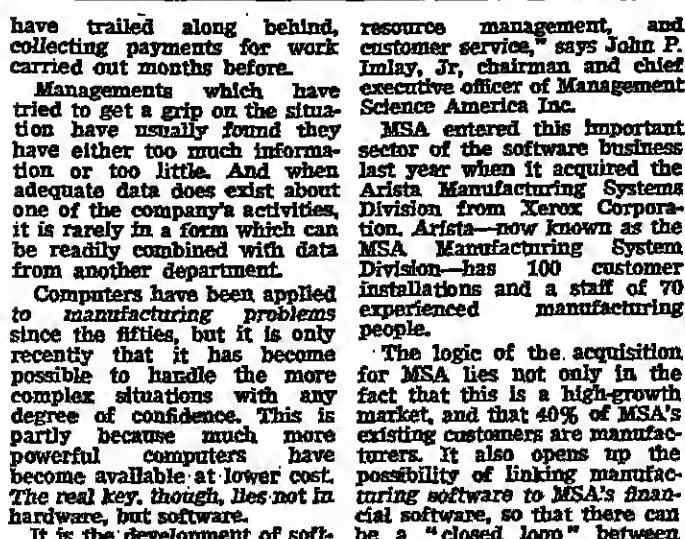 have trailed along behind,
collecting payments for work
carried out months before.
Managements which have
tried to get a grip on the situa-
tion have usually found they
have either too much informa-
tion or too little. And when
adequate data does exist about
one of the company's activities,
it is rarely in a form which can
be readily combined with data
from another department.
Computers have been applied
to manufacturing problems
since the fifties, but it is only
recently that it has become
possible to handle the more
complex situations with any
degree of confidence. This is
partly because much more
powerful computers have
become available at lower cost.
The real key, though, lies not in
hardware, but software.
It is the development of soft-
resource management, and
customer service," says John P.
Imlay, Jr, chairman and chief
executive officer of Management
Science America Inc.
MSA entered this important
sector of the software business
last year when it acquired the
Arista Manufacturing Systems
Division from Xerox Corpora-
tion. Arista—now known as the
MSA Manufacturing System
Division—has 100 customer
installations and a staff of 70
experienced manufacturing
people.
The logic of the acquisition
for MSA lies not only in the
fact that this is a high-growth
market, and that 40% of MSA's
existing customers are manufac-
turers. It also opens up the
possibility of linking manufac-
turing software to MSA's finan-
cial software, so that there can
be a "closed loop" between